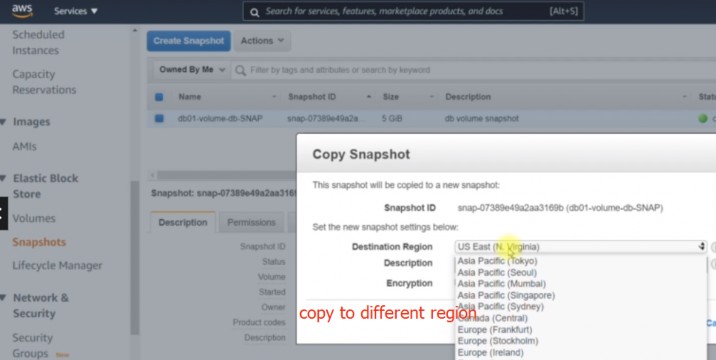 aws
Services
Search for services, features, marketplace products, and docs
[Alt+S]
Scheduled
Instances
Capacity
Reservations
Images
AMIs
Elastic Block
Store
Volumes
Snapshots
Lifecycle Manager
Network &
Security
Security
Groups New
Create Snapshot
Actions
Owned By Me
Filter by tags and attributes or search by keyword
Name Snapshot ID Size Description
db01-volume-db-SNAP snap-07389e49a2a... 5 GiB db volume snapshot
Snapshot: snap-07389e49a2aa3169
Description Permissions
Snapshot ID
Status
Volume
Started
Owner
Product codes
Description
Copy Snapshot
This snapshot will be copied to a new snapshot:
Snapshot ID snap-07389e49a2aa3169b (db01-volume-db-SNAP)
Set the new snapshot settings below:
Destination Region US East (N. Virginia)
Description
Encryption
Asia Pacific (Tokyo)
Asia Pacific (Seoul)
Asia Pacific (Mumbai)
Asia Pacific (Singapore)
Asia Pacific (Sydney)
Canada (Central)
Europe (Frankfurt)
Europe (Stockholm)
Europe (Ireland)
copy to different region